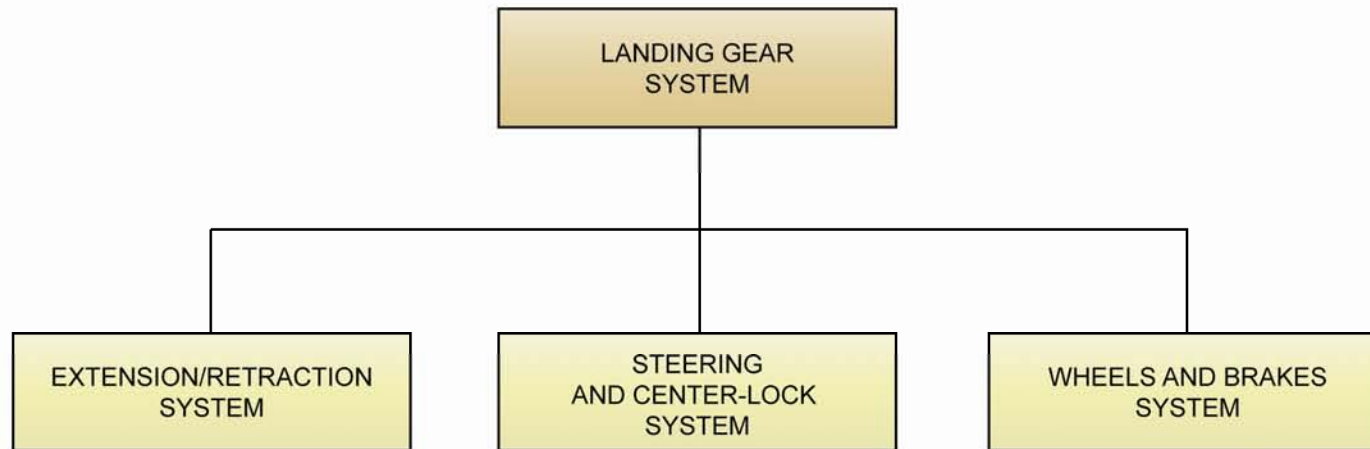 LANDING GEAR
SYSTEM
EXTENSION/RETRACTION
SYSTEM
STEERING
AND CENTER-LOCK
SYSTEM
WHEELS AND BRAKES
SYSTEM